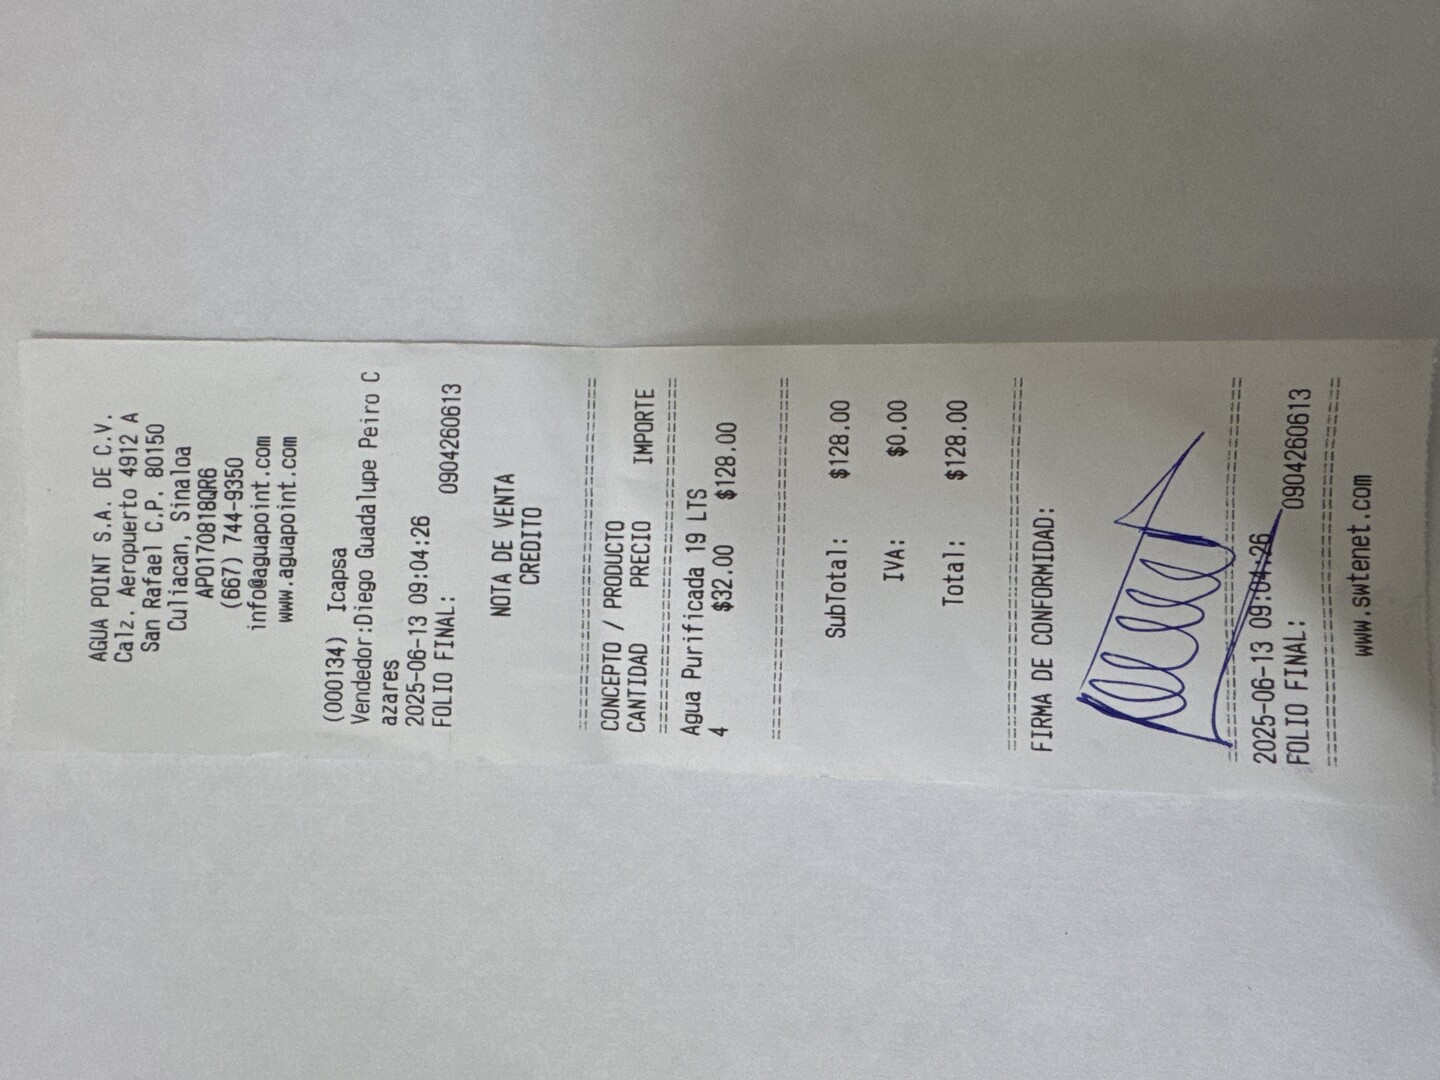 AGUA POINT S.A. DE C.V.
Calz. Aeropuerto 4912 A
San Rafael C.P. 80150
Culiacan, Sinaloa
APO170818QR6
(667) 744-9350
info@aguapoint.com
www.aguapoint.com
(000134) Icapsa
Vendedor:Diego Guadalupe Peiro C
azares
2025-06-13 09:04:26
FOLIO FINAL: 0904260613
NOTA DE VENTA
CREDITO
================================
CONCEPTO / PRODUCTO
CANTIDAD PRECIO IMPORTE
================================
Agua Purificada 19 LTS
4 $32.00 $128.00
================================
SubTotal: $128.00
IVA: $0.00
Total: $128.00
================================
FIRMA DE CONFORMIDAD:
================================
2025-06-13 09:04:26
FOLIO FINAL: 0904260613
================================
www.swtenet.com